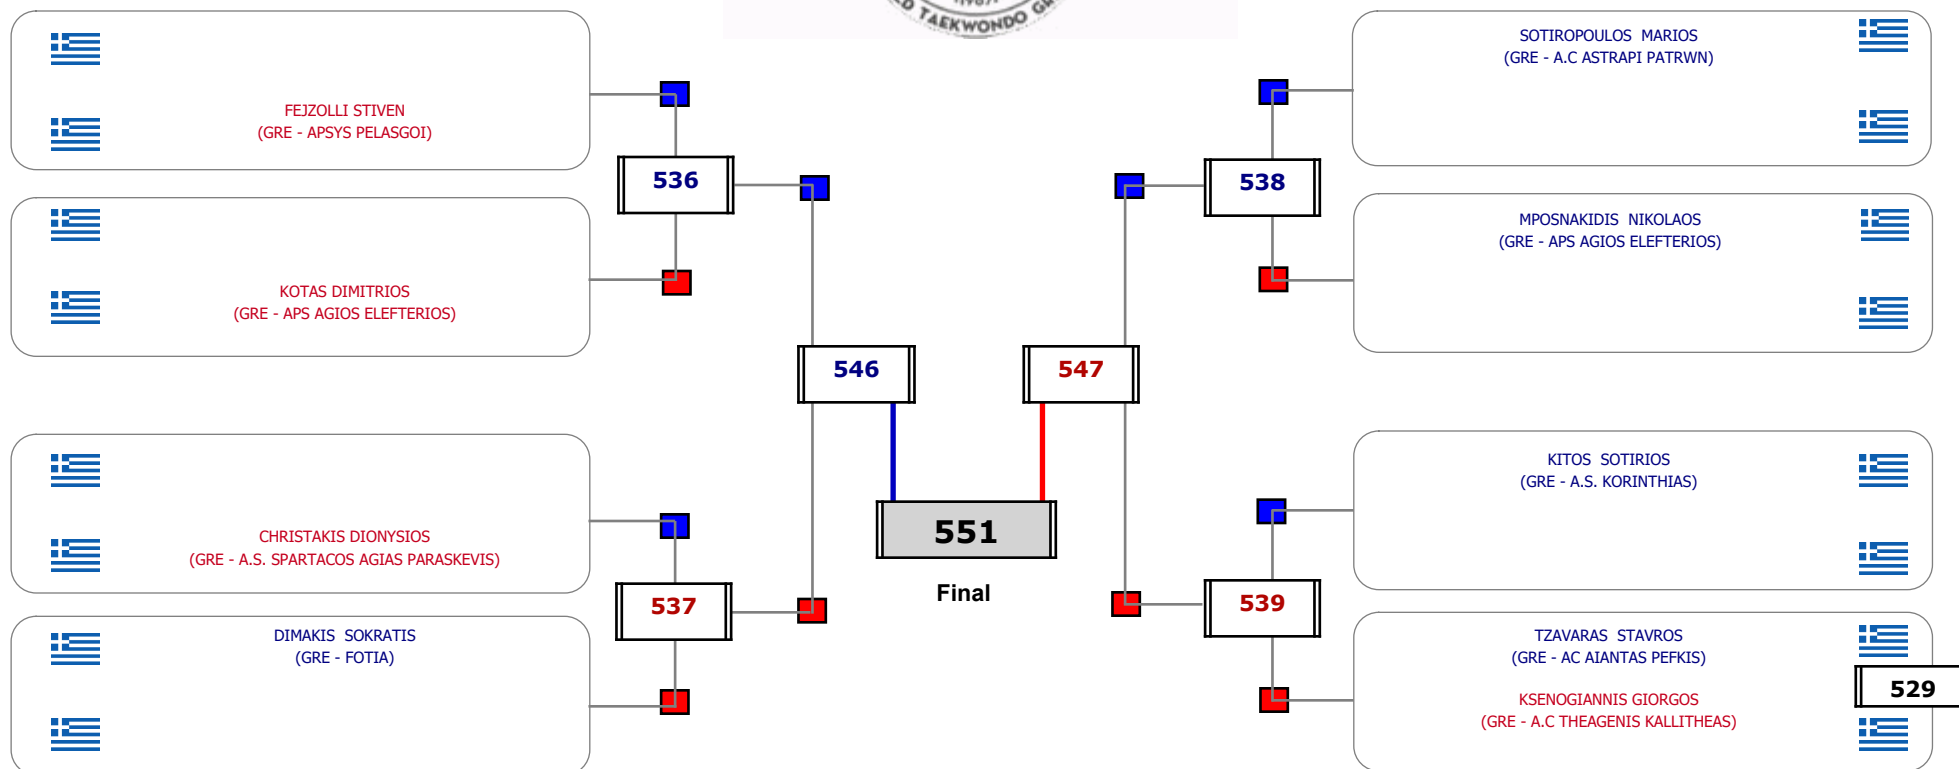 (1987)
TAEKWONDO
FEJZOLLI STIVEN
(GRE - APSYS PELASGOI)
SOTIROPOULOS MARIOS
(GRE - A.C ASTRAPI PATRWN)
536
538
KOTAS DIMITRIOS
(GRE - APS AGIOS ELEFTERIOS)
MPOSNAKIDIS NIKOLAOS
(GRE - APS AGIOS ELEFTERIOS)
546
547
CHRISTAKIS DIONYSIOS
(GRE - A.S. SPARTACOS AGIAS PARASKEVIS)
KITOS SOTIRIOS
(GRE - A.S. KORINTHIAS)
551
Final
537
539
DIMAKIS SOKRATIS
(GRE - FOTIA)
TZAVARAS STAVROS
(GRE - AC AIANTAS PEFKIS)
529
KSENOGIANNIS GIORGOS
(GRE - A.C THEAGENIS KALLITHEAS)